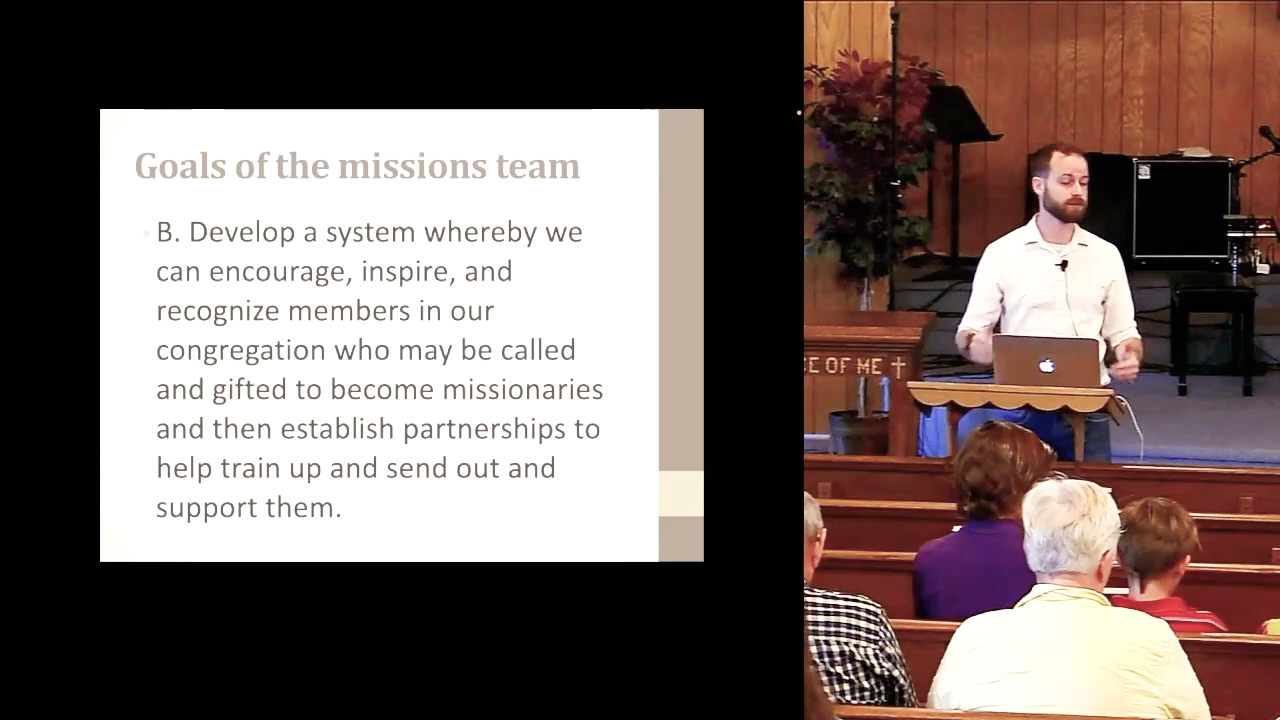 Goals of the missions team
B. Develop a system whereby we
can encourage, inspire, and
recognize members in our
congregation who may be called
and gifted to become missionaries
and then establish partnerships to
help train up and send out and
support them.
OF ME